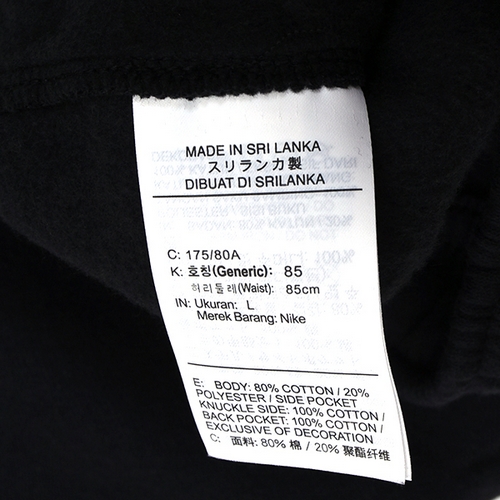 MADE IN SRI LANKA
スリランカ製
DIBUAT DI SRILANKA
C: 175/80A
K: 호칭(Generic): 85
허리둘레(Waist): 85cm
IN: Ukuran: L
Merek Barang: Nike
E: BODY: 80% COTTON / 20%
POLYESTER / SIDE POCKET
KNUCKLE SIDE: 100% COTTON /
BACK POCKET: 100% COTTON /
EXCLUSIVE OF DECORATION
C: 面料: 80% 棉 / 20% 聚酯纤维